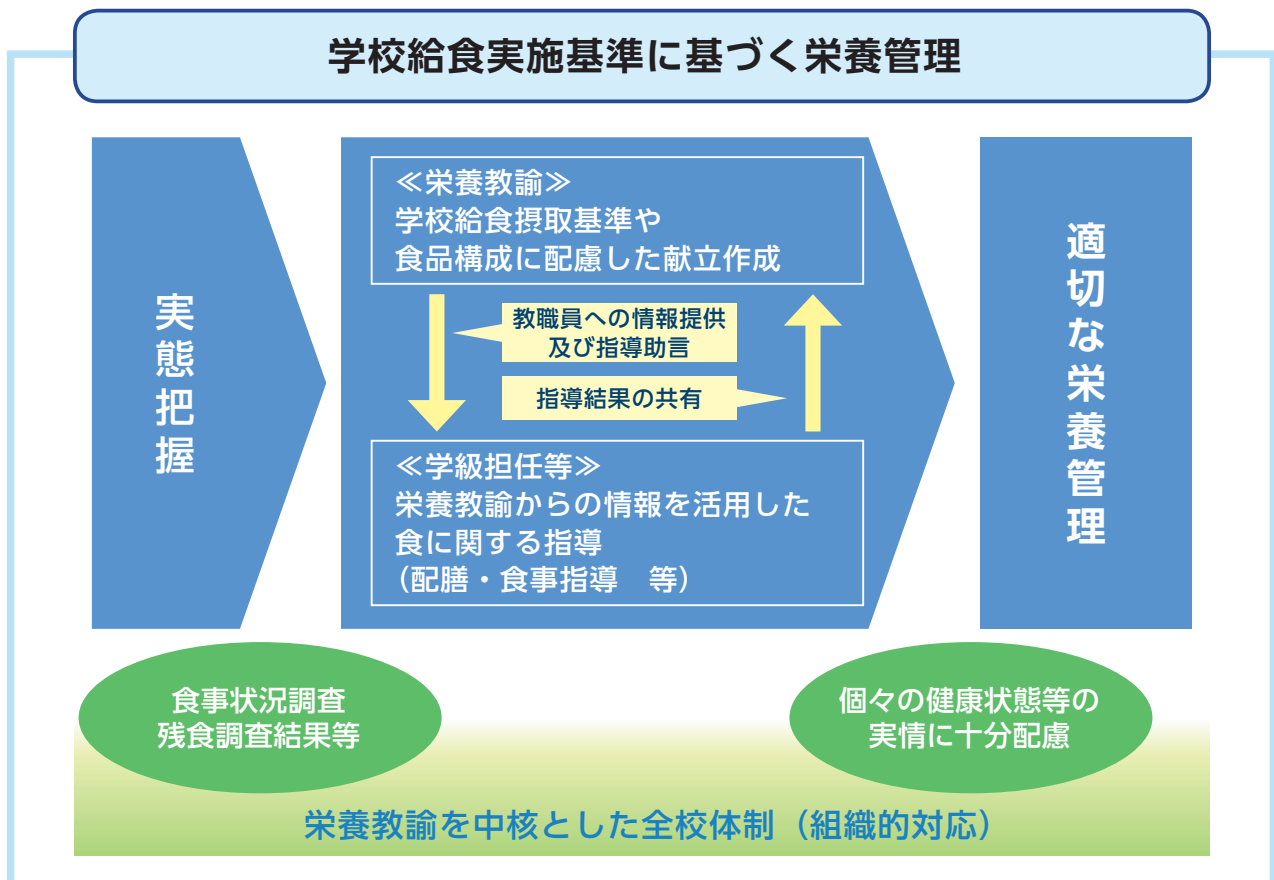 学校給食実施基準に基づく栄養管理
実態把握
≪栄養教諭≫
学校給食摂取基準や
食品構成に配慮した献立作成
教職員への情報提供
及び指導助言
指導結果の共有
≪学級担任等≫
栄養教諭からの情報を活用した
食に関する指導
（配膳・食事指導　等）
適切な栄養管理
食事状況調査
残食調査結果等
個々の健康状態等の
実情に十分配慮
栄養教諭を中核とした全校体制（組織的対応）